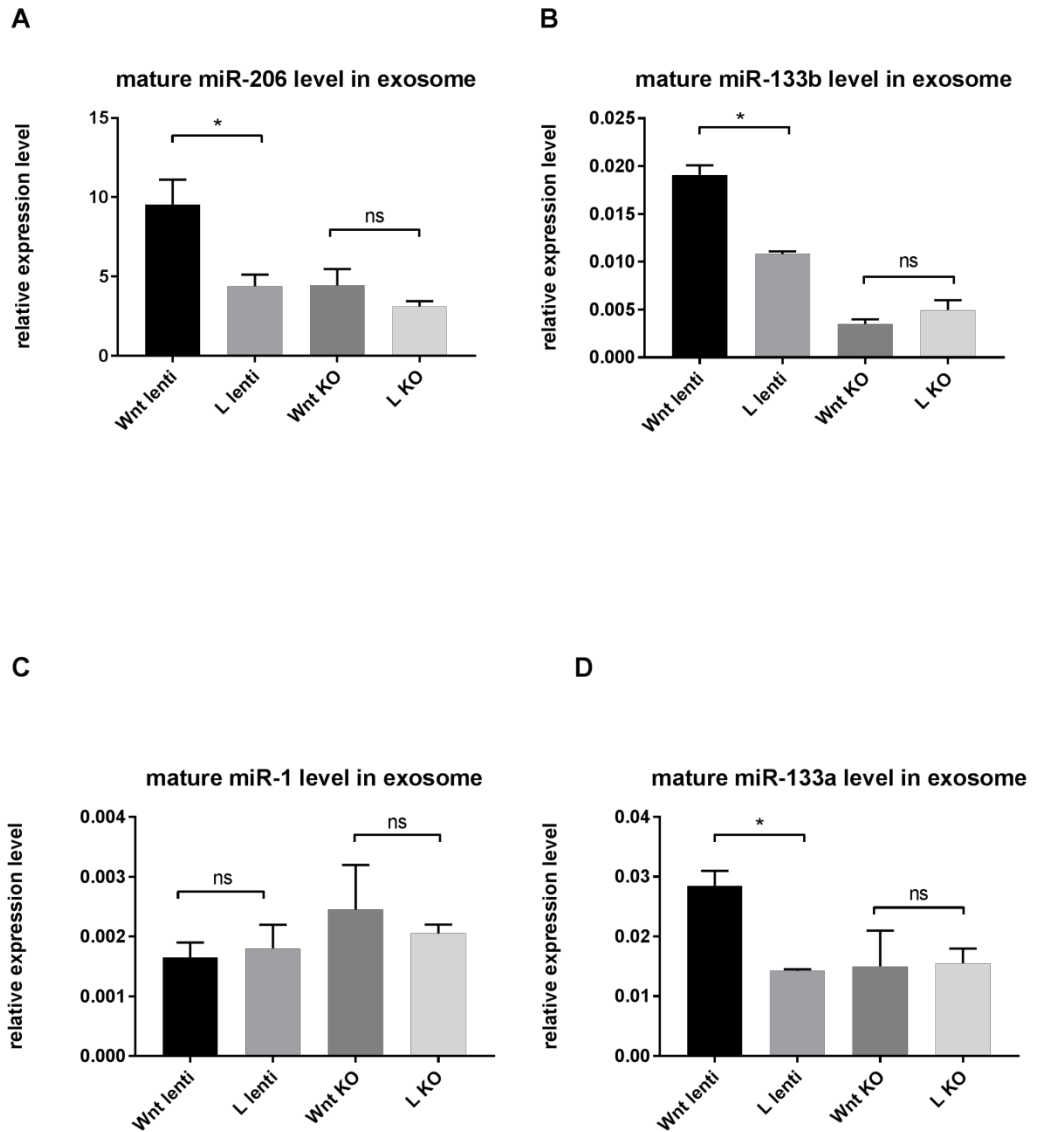 A
mature miR-206 level in exosome
relative expression level
15
10
5
0
*
ns
Wnt lenti
L lenti
Wnt KO
L KO
B
mature miR-133b level in exosome
relative expression level
0.025
0.020
0.015
0.010
0.005
0.000
*
ns
Wnt lenti
L lenti
Wnt KO
L KO
C
mature miR-1 level in exosome
relative expression level
0.004
0.003
0.002
0.001
0.000
ns
ns
Wnt lenti
L lenti
Wnt KO
L KO
D
mature miR-133a level in exosome
relative expression level
0.04
0.03
0.02
0.01
0.00
*
ns
Wnt lenti
L lenti
Wnt KO
L KO